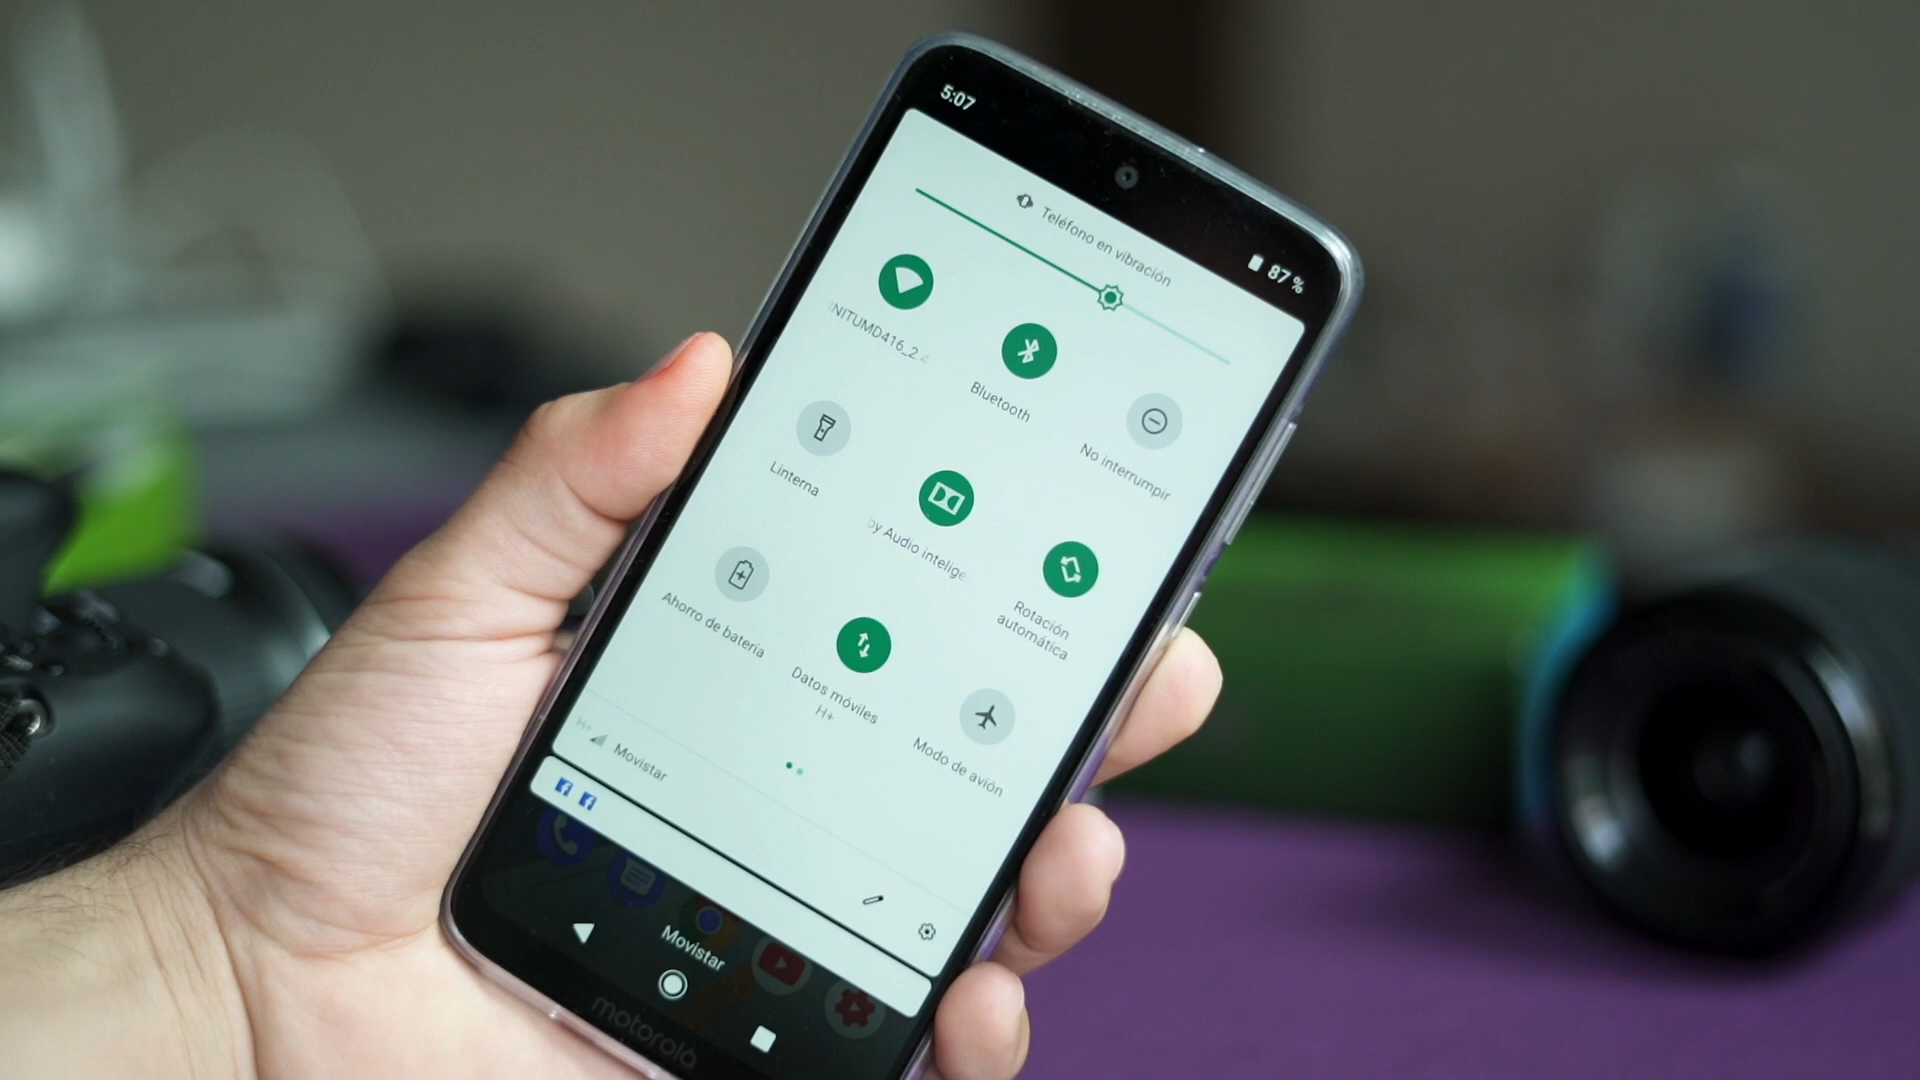 5:07
87 %
Teléfono en vibración
NITUMD416_2.4
Bluetooth
No interrumpir
Linterna
by Audio intelige
Rotación
automática
Ahorro de batería
Datos móviles
H+
Modo de avión
H+
Movistar
Movistar
motorola